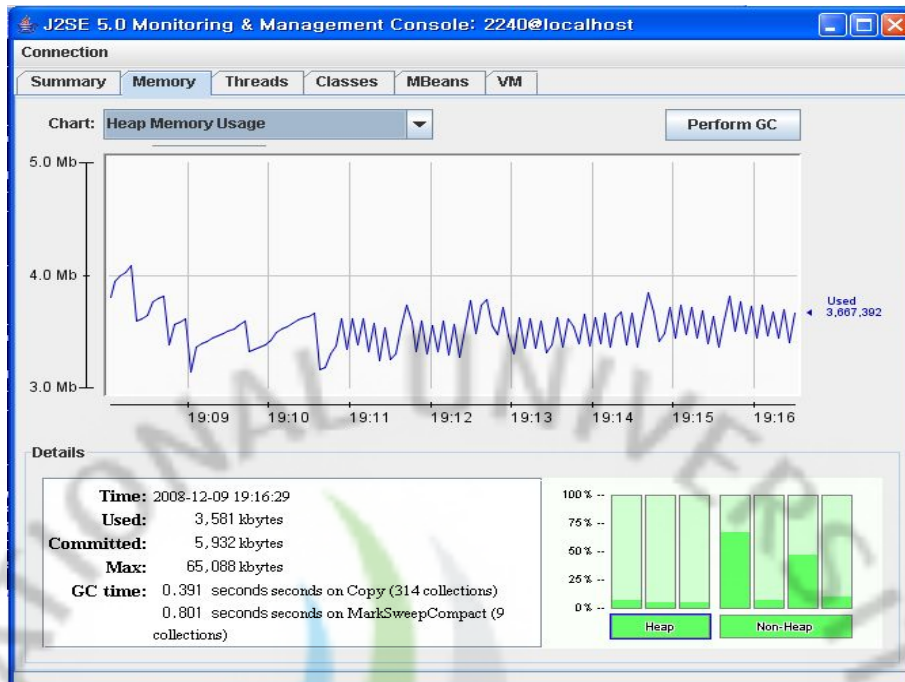 J2SE 5.0 Monitoring & Management Console: 2240@localhost
Connection
Summary Memory Threads Classes MBeans VM
Chart: Heap Memory Usage Perform GC
5.0 Mb
4.0 Mb
3.0 Mb
Used
3,667,392
19:09 19:10 19:11 19:12 19:13 19:14 19:15 19:16
Details
Time: 2008-12-09 19:16:29
Used: 3,581 kbytes
Committed: 5,932 kbytes
Max: 65,088 kbytes
GC time: 0.391 seconds seconds on Copy (314 collections)
0.801 seconds seconds on MarkSweepCompact (9
collections)
100% --
75% --
50% --
25% --
0% --
Heap Non-Heap
NATIONAL UNIVERSIT